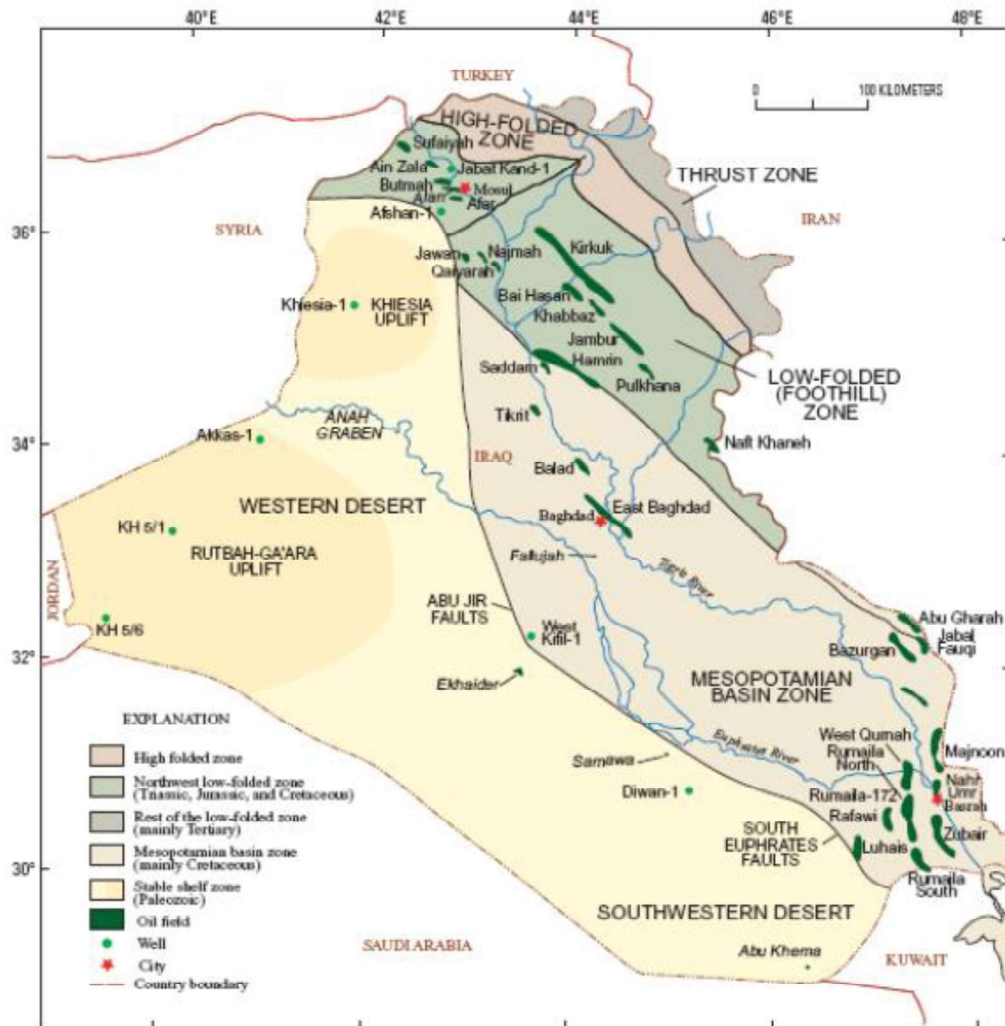 40°E
42°E
44°E
46°E
48°E
TURKEY
0 100 KILOMETERS
HIGH-FOLDED
ZONE
Sufaiyah
Ain Zala
Jabat Kand-1
THRUST ZONE
Butmah
Mosul
Alan
Afar
IRAN
Afshan-1
SYRIA
36°
Kirkuk
Jawan
Najmah
Qaiyarah
Bai Hasan
Khiesia-1
KHIESIA
UPLIFT
Khabbaz
Jambur
Hamrin
Saddam
Pulkhana
LOW-FOLDED
(FOOTHILL)
ZONE
Tikrit
ANAH
GRABEN
Akkas-1
34°
IRAQ
Naft Khaneh
Balad
WESTERN DESERT
East Baghdad
Baghdad
KH 5/1
RUTBAH-GA'ARA
UPLIFT
Fallujah
Tigris River
JORDAN
ABU JIR
FAULTS
KH 5/6
West
Kifil-1
Abu Gharah
Jabal
Fauqi
Bazurgan
32°
Ekhaider
MESOPOTAMIAN
BASIN ZONE
EXPLANATION
High folded zone
Northwest low-folded zone
(Triassic, Jurassic, and Cretaceous)
Rest of the low-folded zone
(mainly Tertiary)
Mesopotamian basin zone
(mainly Cretaceous)
Stable shelf zone
(Paleozoic)
Oil field
Well
City
Country boundary
West Qurnah
Euphrates River
Rumaila
North
Majnoon
Samawa
Nahr
Umr
Diwan-1
Rumaila-172
Basrah
Rafawi
SOUTH
EUPHRATES
FAULTS
Zubair
Luhais
30°
Rumaila
South
SOUTHWESTERN DESERT
SAUDI ARABIA
Abu Khema
KUWAIT